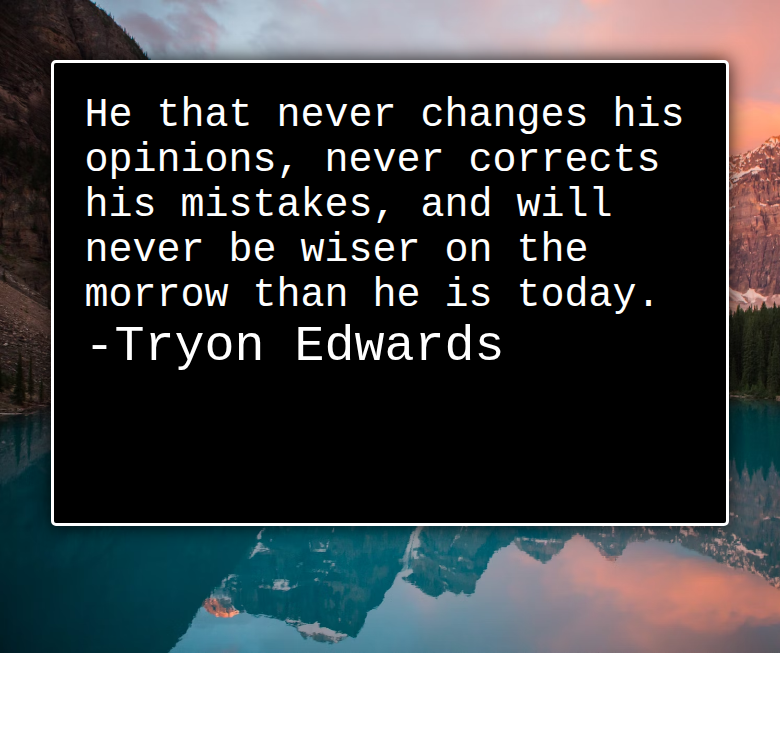 He that never changes his
opinions, never corrects
his mistakes, and will
never be wiser on the
morrow than he is today.
-Tryon Edwards